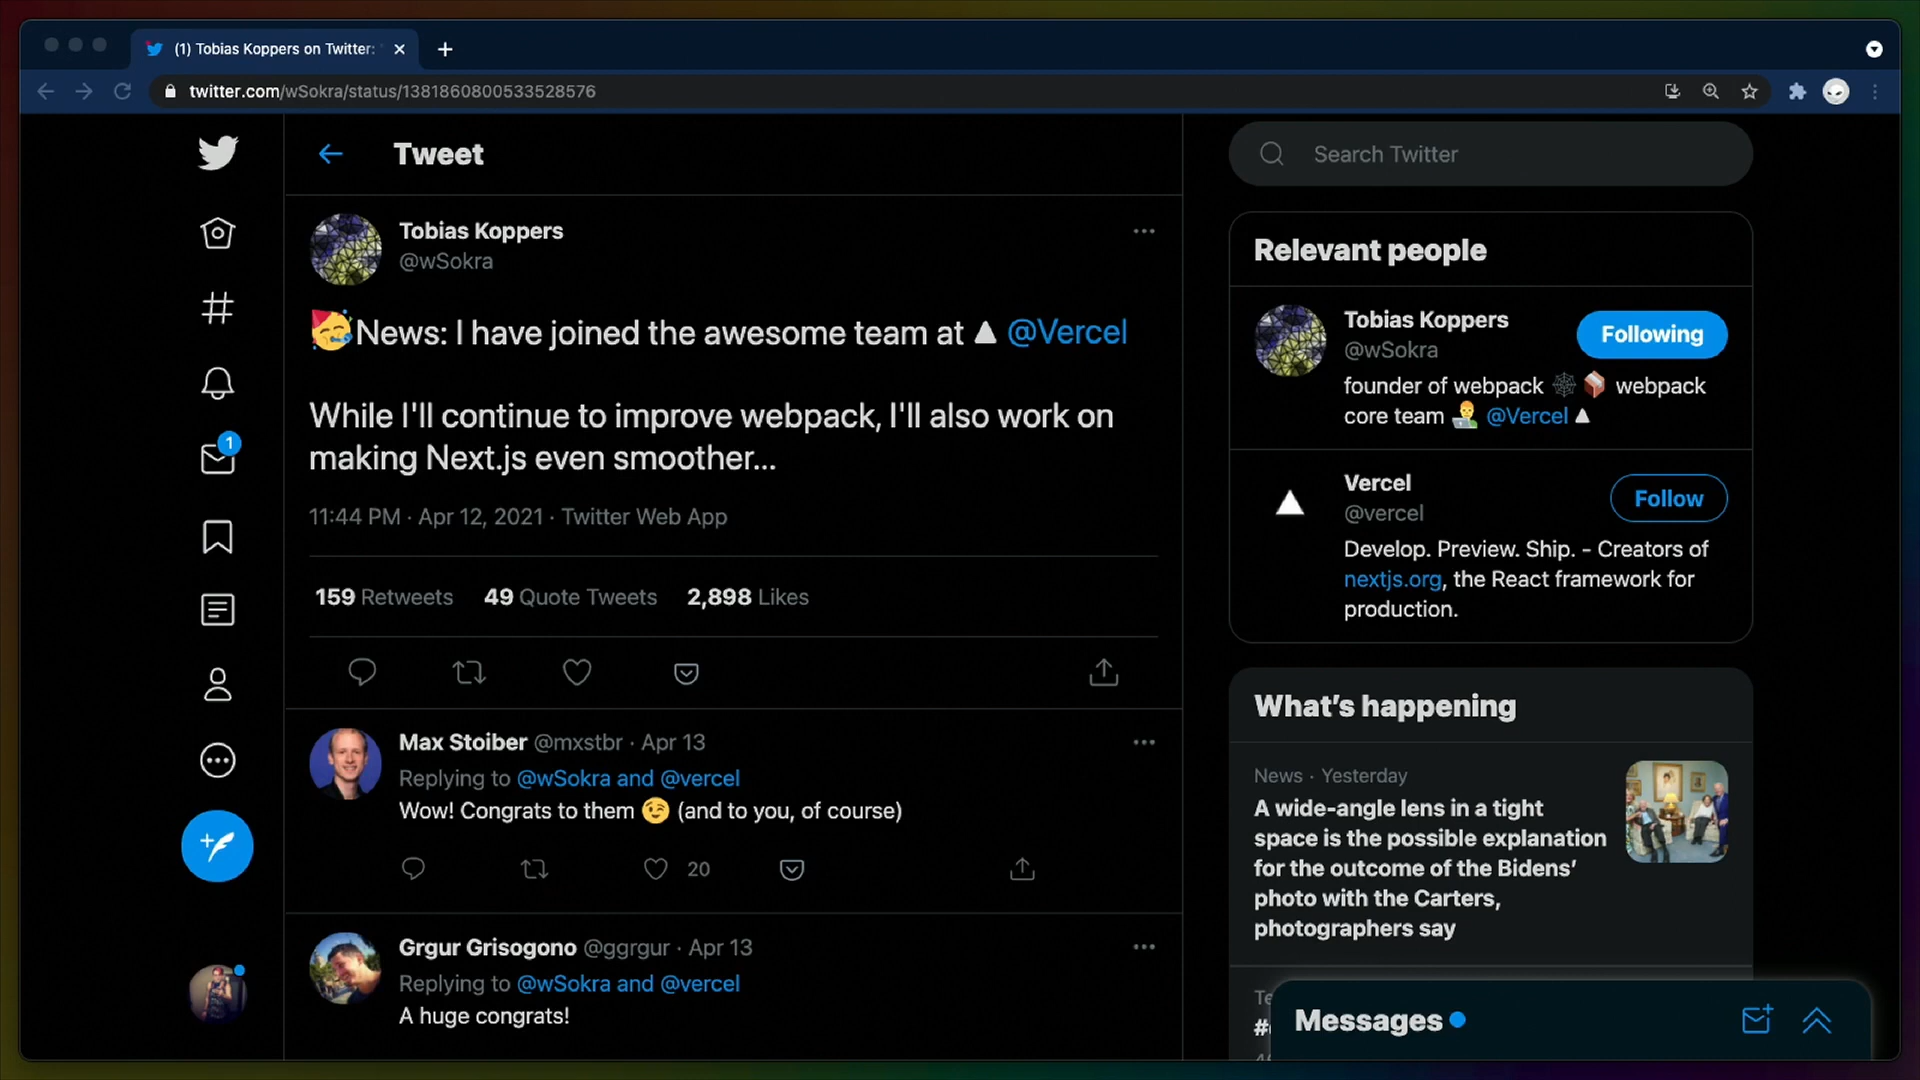 (1) Tobias Koppers on Twitter:
twitter.com/wSokra/status/1381860800533528576
Tweet
Search Twitter
Tobias Koppers
@wSokra
🥳News: I have joined the awesome team at ▲ @Vercel
While I'll continue to improve webpack, I'll also work on
making Next.js even smoother...
11:44 PM · Apr 12, 2021 · Twitter Web App
159 Retweets 49 Quote Tweets 2,898 Likes
Max Stoiber @mxstbr · Apr 13
Replying to @wSokra and @vercel
Wow! Congrats to them 😉 (and to you, of course)
20
Grgur Grisogono @ggrgur · Apr 13
Replying to @wSokra and @vercel
A huge congrats!
1
Relevant people
Tobias Koppers
@wSokra
Following
founder of webpack 🕸 📦 webpack
core team 👨‍💻 @Vercel ▲
Vercel
@vercel
Follow
Develop. Preview. Ship. - Creators of
nextjs.org, the React framework for
production.
What's happening
News · Yesterday
A wide-angle lens in a tight
space is the possible explanation
for the outcome of the Bidens'
photo with the Carters,
photographers say
Messages